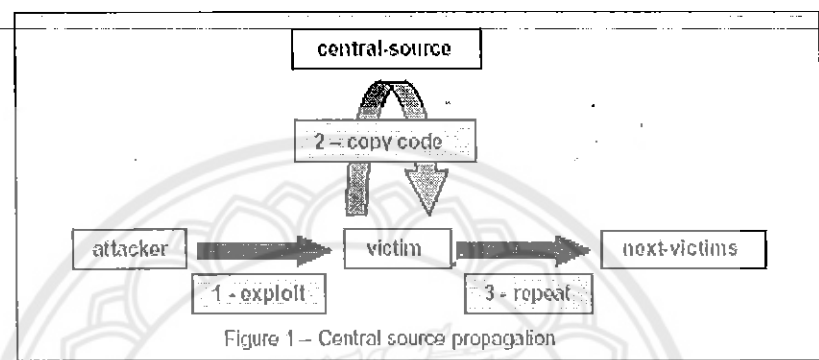 central-source
2 – copy code
attacker
victim
next-victims
1 - exploit
3 - repeat
Figure 1 – Central source propagation